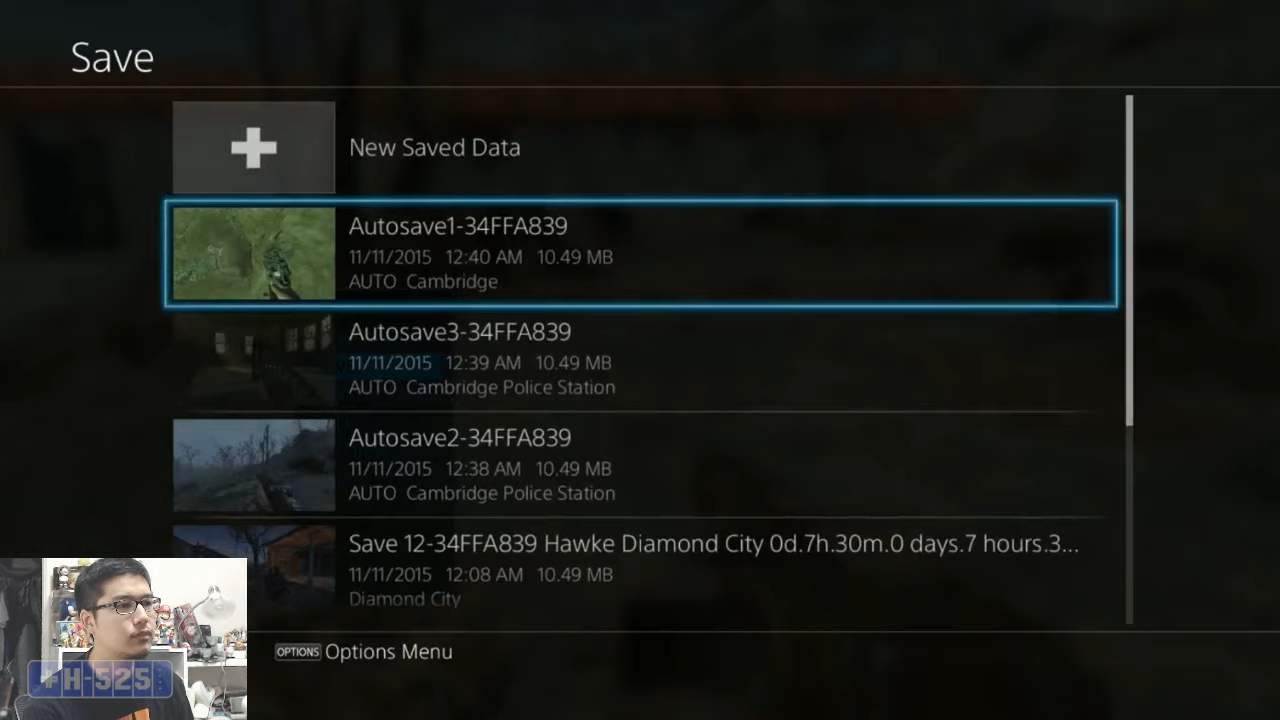 Save
New Saved Data
Autosave1-34FFA839
11/11/2015 12:40 AM 10.49 MB
AUTO Cambridge
Autosave3-34FFA839
11/11/2015 12:39 AM 10.49 MB
AUTO Cambridge Police Station
Autosave2-34FFA839
11/11/2015 12:38 AM 10.49 MB
AUTO Cambridge Police Station
Save 12-34FFA839 Hawke Diamond City 0d.7h.30m.0 days.7 hours.3...
11/11/2015 12:08 AM 10.49 MB
Diamond City
OPTIONS Options Menu
H-525